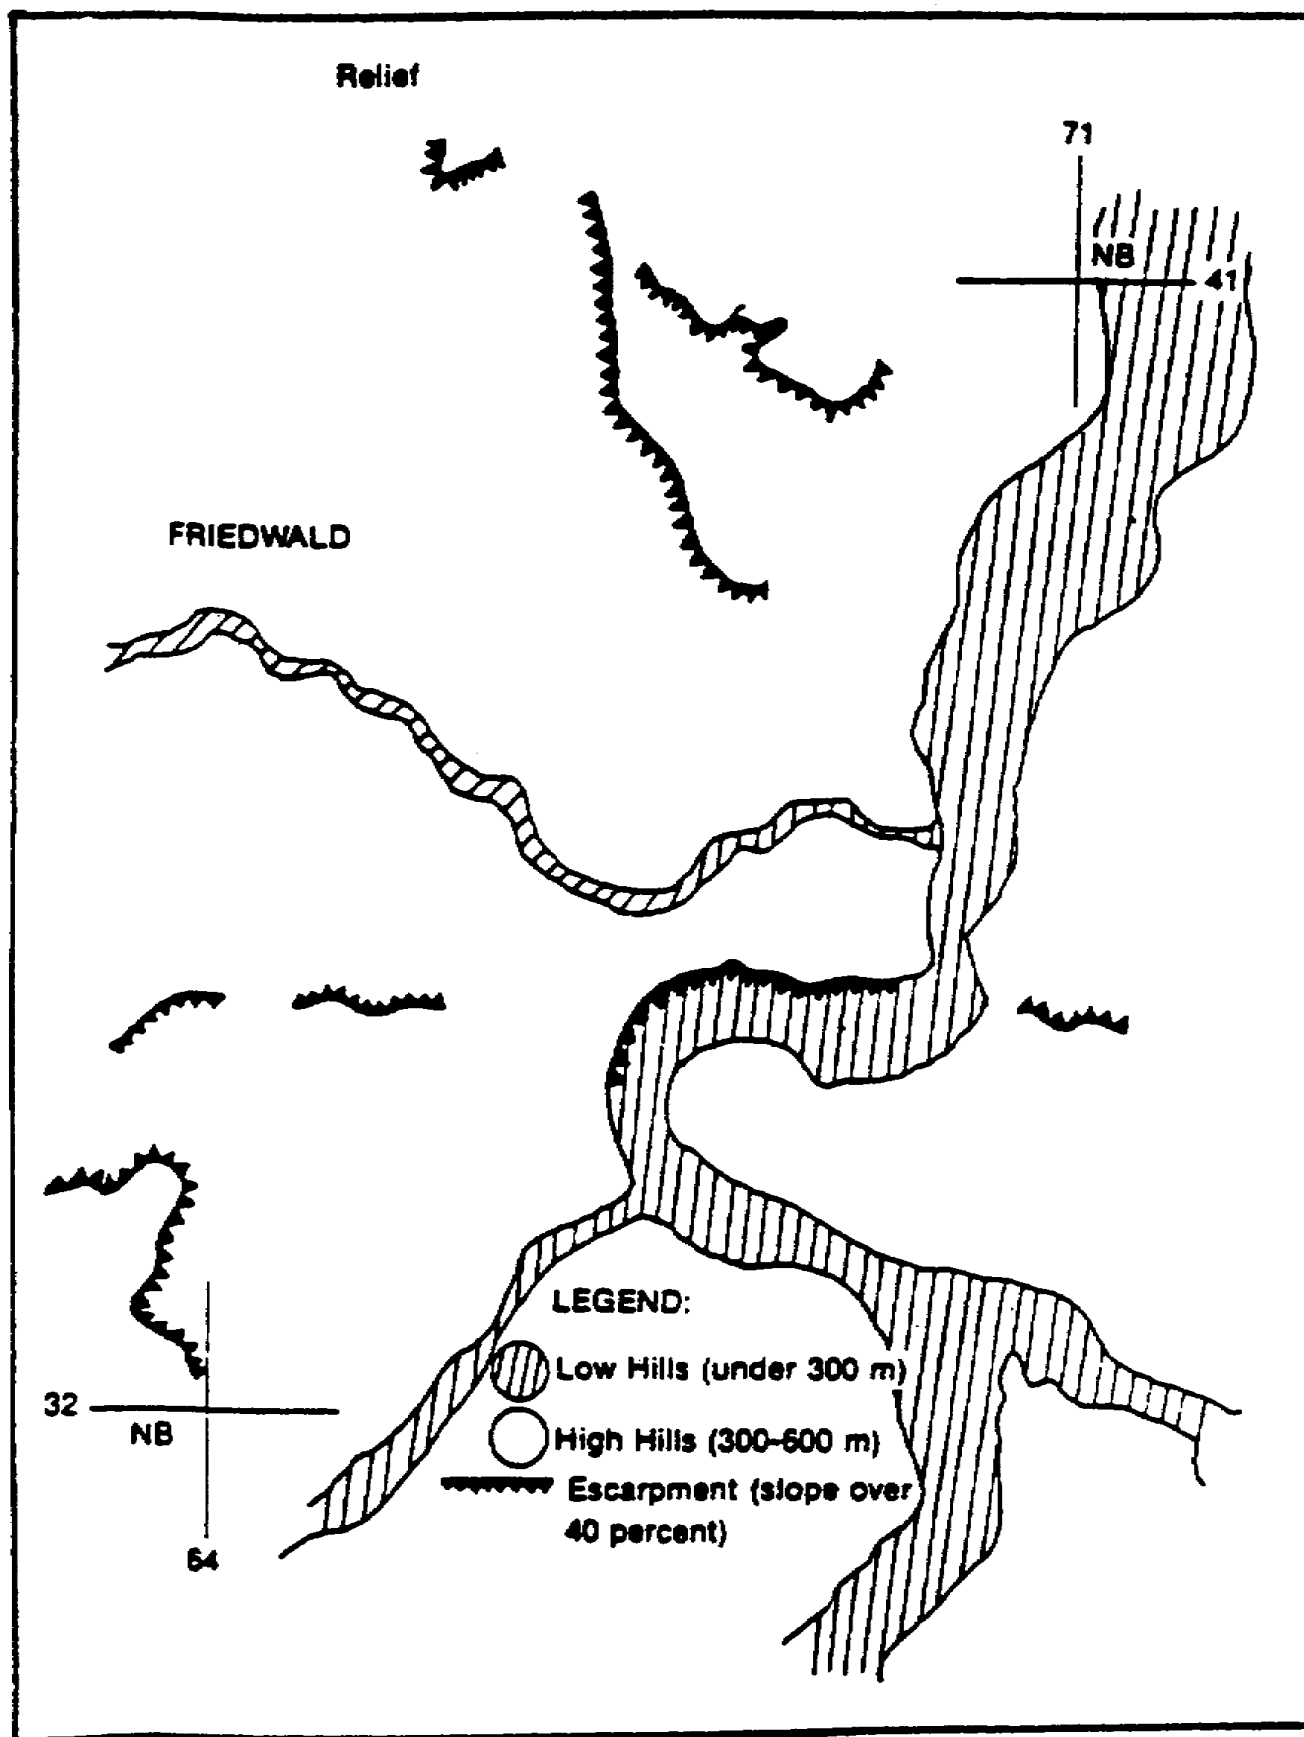 Relief
71
NB
41
FRIEDWALD
LEGEND:
Low Hills (under 300 m)
High Hills (300-600 m)
Escarpment (slope over
40 percent)
32
NB
64